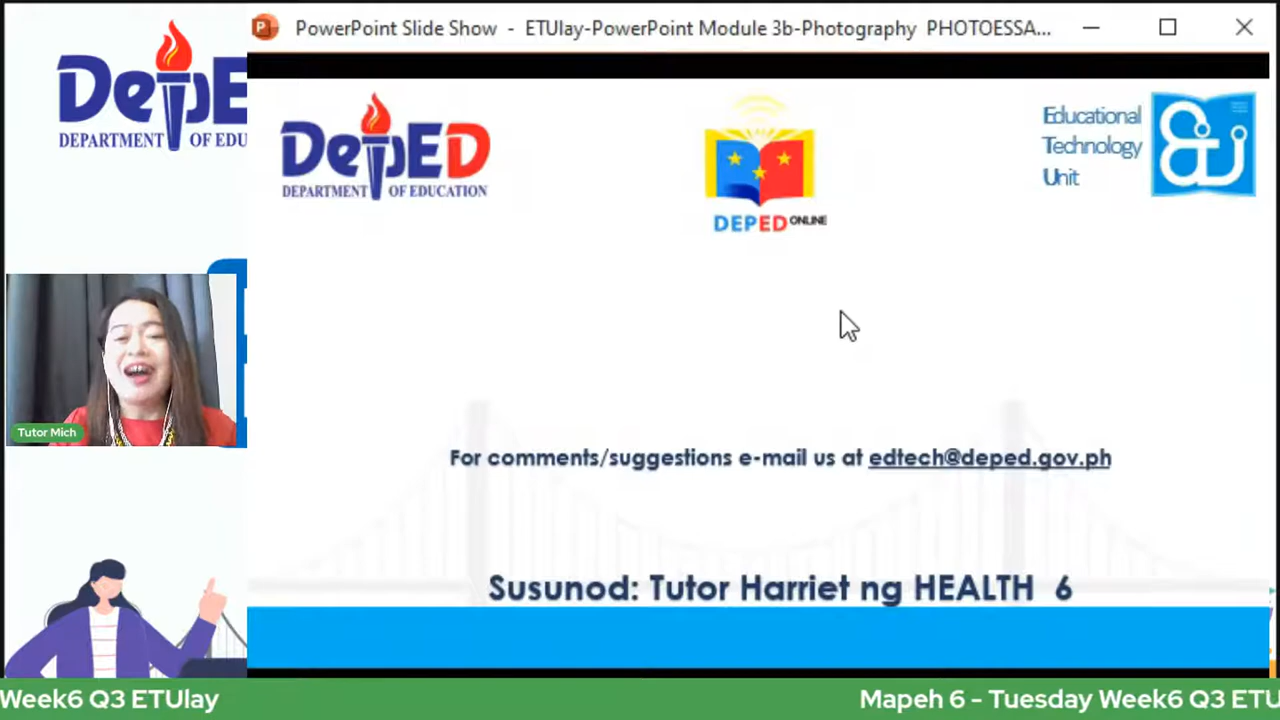 PowerPoint Slide Show - ETUlay-PowerPoint Module 3b-Photography PHOTOESSA...
DepE
DEPARTMENT OF EDU
DepED
DEPARTMENT OF EDUCATION
DEPED ONLINE
Educational
Technology
Unit
ETU
Tutor Mich
For comments/suggestions e-mail us at edtech@deped.gov.ph
Susunod: Tutor Harriet ng HEALTH 6
Week6 Q3 ETUlay
Mapeh 6 - Tuesday Week6 Q3 ETU